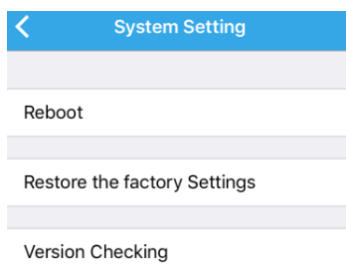 System Setting
Reboot
Restore the factory Settings
Version Checking